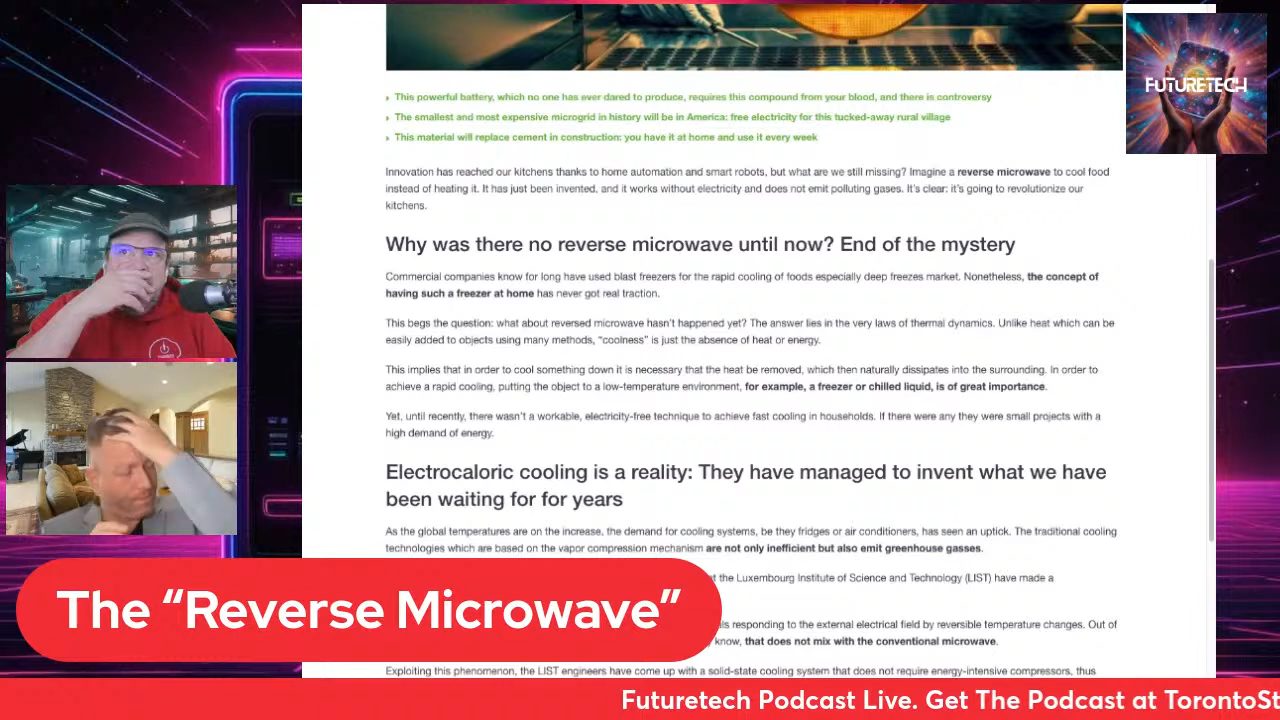 This powerful battery, which no one has ever dared to produce, requires this compound from your blood, and there is controversy
The smallest and most expensive microgrid in history will be in America: free electricity for this tucked-away rural village
This material will replace cement in construction: you have it at home and use it every week
FUTURETECH
Innovation has reached our kitchens thanks to home automation and smart robots, but what are we still missing? Imagine a reverse microwave to cool food
instead of heating it. It has just been invented, and it works without electricity and does not emit polluting gases. It's clear: it's going to revolutionize our
kitchens.
Why was there no reverse microwave until now? End of the mystery
Commercial companies know for long have used blast freezers for the rapid cooling of foods especially deep freezes market. Nonetheless, the concept of
having such a freezer at home has never got real traction.
This begs the question: what about reversed microwave hasn't happened yet? The answer lies in the very laws of thermal dynamics. Unlike heat which can be
easily added to objects using many methods, "coolness" is just the absence of heat or energy.
This implies that in order to cool something down it is necessary that the heat be removed, which then naturally dissipates into the surrounding. In order to
achieve a rapid cooling, putting the object to a low-temperature environment, for example, a freezer or chilled liquid, is of great importance.
Yet, until recently, there wasn't a workable, electricity-free technique to achieve fast cooling in households. If there were any they were small projects with a
high demand of energy.
Electrocaloric cooling is a reality: They have managed to invent what we have
been waiting for for years
As the global temperatures are on the increase, the demand for cooling systems, be they fridges or air conditioners, has seen an uptick. The traditional cooling
technologies which are based on the vapor compression mechanism are not only inefficient but also emit greenhouse gasses.
the Luxembourg Institute of Science and Technology (LIST) have made a
responding to the external electrical field by reversible temperature changes. Out of
know, that does not mix with the conventional microwave.
Exploiting this phenomenon, the LIST engineers have come up with a solid-state cooling system that does not require energy-intensive compressors, thus
The “Reverse Microwave”
Futuretech Podcast Live. Get The Podcast at TorontoSt